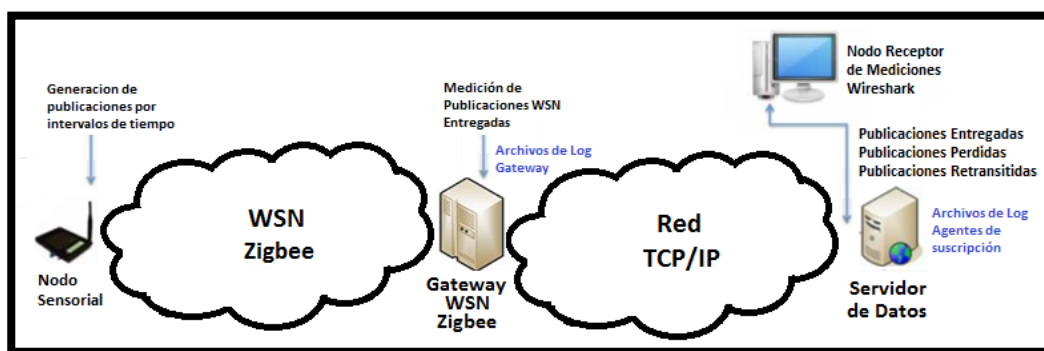 Generacion de
publicaciones por
intervalos de tiempo
Nodo
Sensorial
WSN
Zigbee
Medición de
Publicaciones WSN
Entregadas
Archivos de Log
Gateway
Gateway
WSN
Zigbee
Red
TCP/IP
Nodo Receptor
de Mediciones
Wireshark
Publicaciones Entregadas
Publicaciones Perdidas
Publicaciones Retransitidas
Archivos de Log
Agentes de
suscripción
Servidor
de Datos